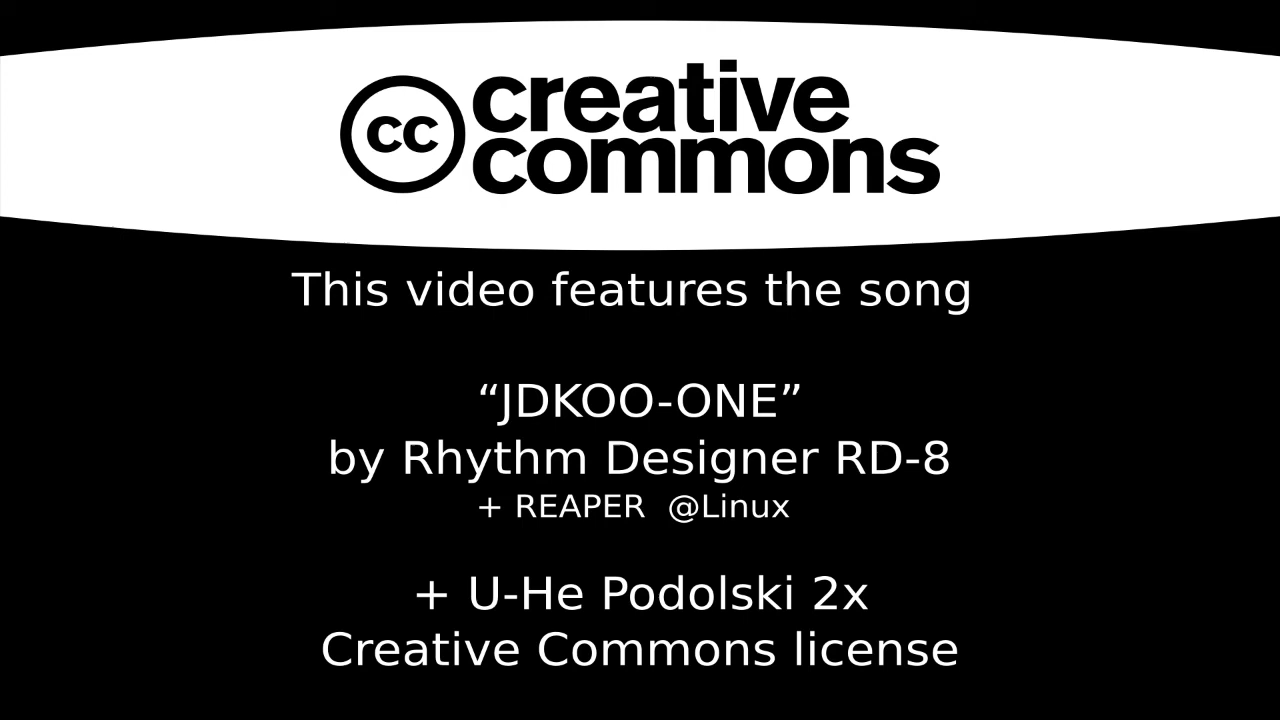 cc creative
commons
This video features the song
“JDKOO-ONE”
by Rhythm Designer RD-8
+ REAPER @Linux
+ U-He Podolski 2x
Creative Commons license